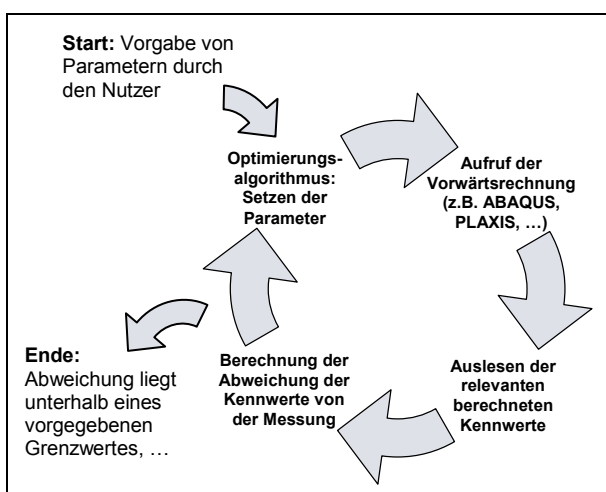 Start: Vorgabe von
Parametern durch
den Nutzer
Optimierungs-
algorithmus:
Setzen der
Parameter
Aufruf der
Vorwärtsrechnung
(z.B. ABAQUS,
PLAXIS, …)
Auslesen der
relevanten
berechneten
Kennwerte
Berechnung der
Abweichung der
Kennwerte von
der Messung
Ende:
Abweichung liegt
unterhalb eines
vorgegebenen
Grenzwertes, …